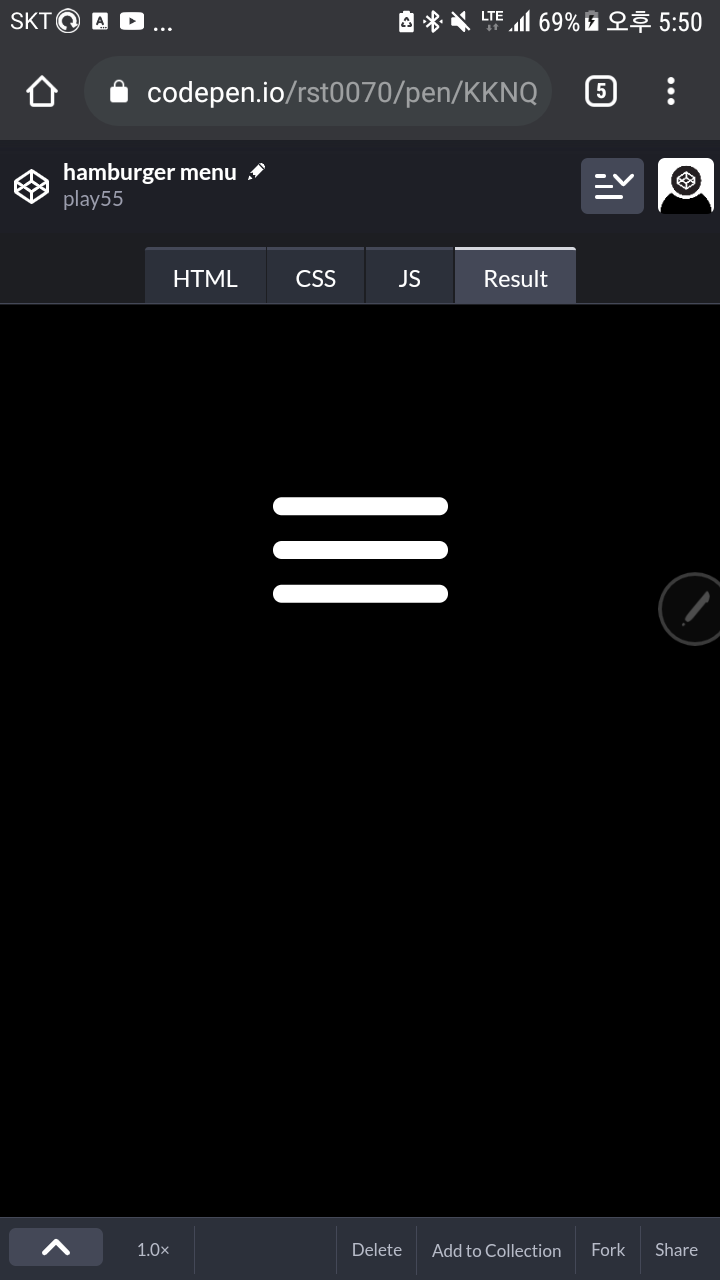 SKT ... LTE 69% 오후 5:50
codepen.io/rst0070/pen/KKNQ 5
hamburger menu
play55
HTML CSS JS Result
1.0× Delete Add to Collection Fork Share